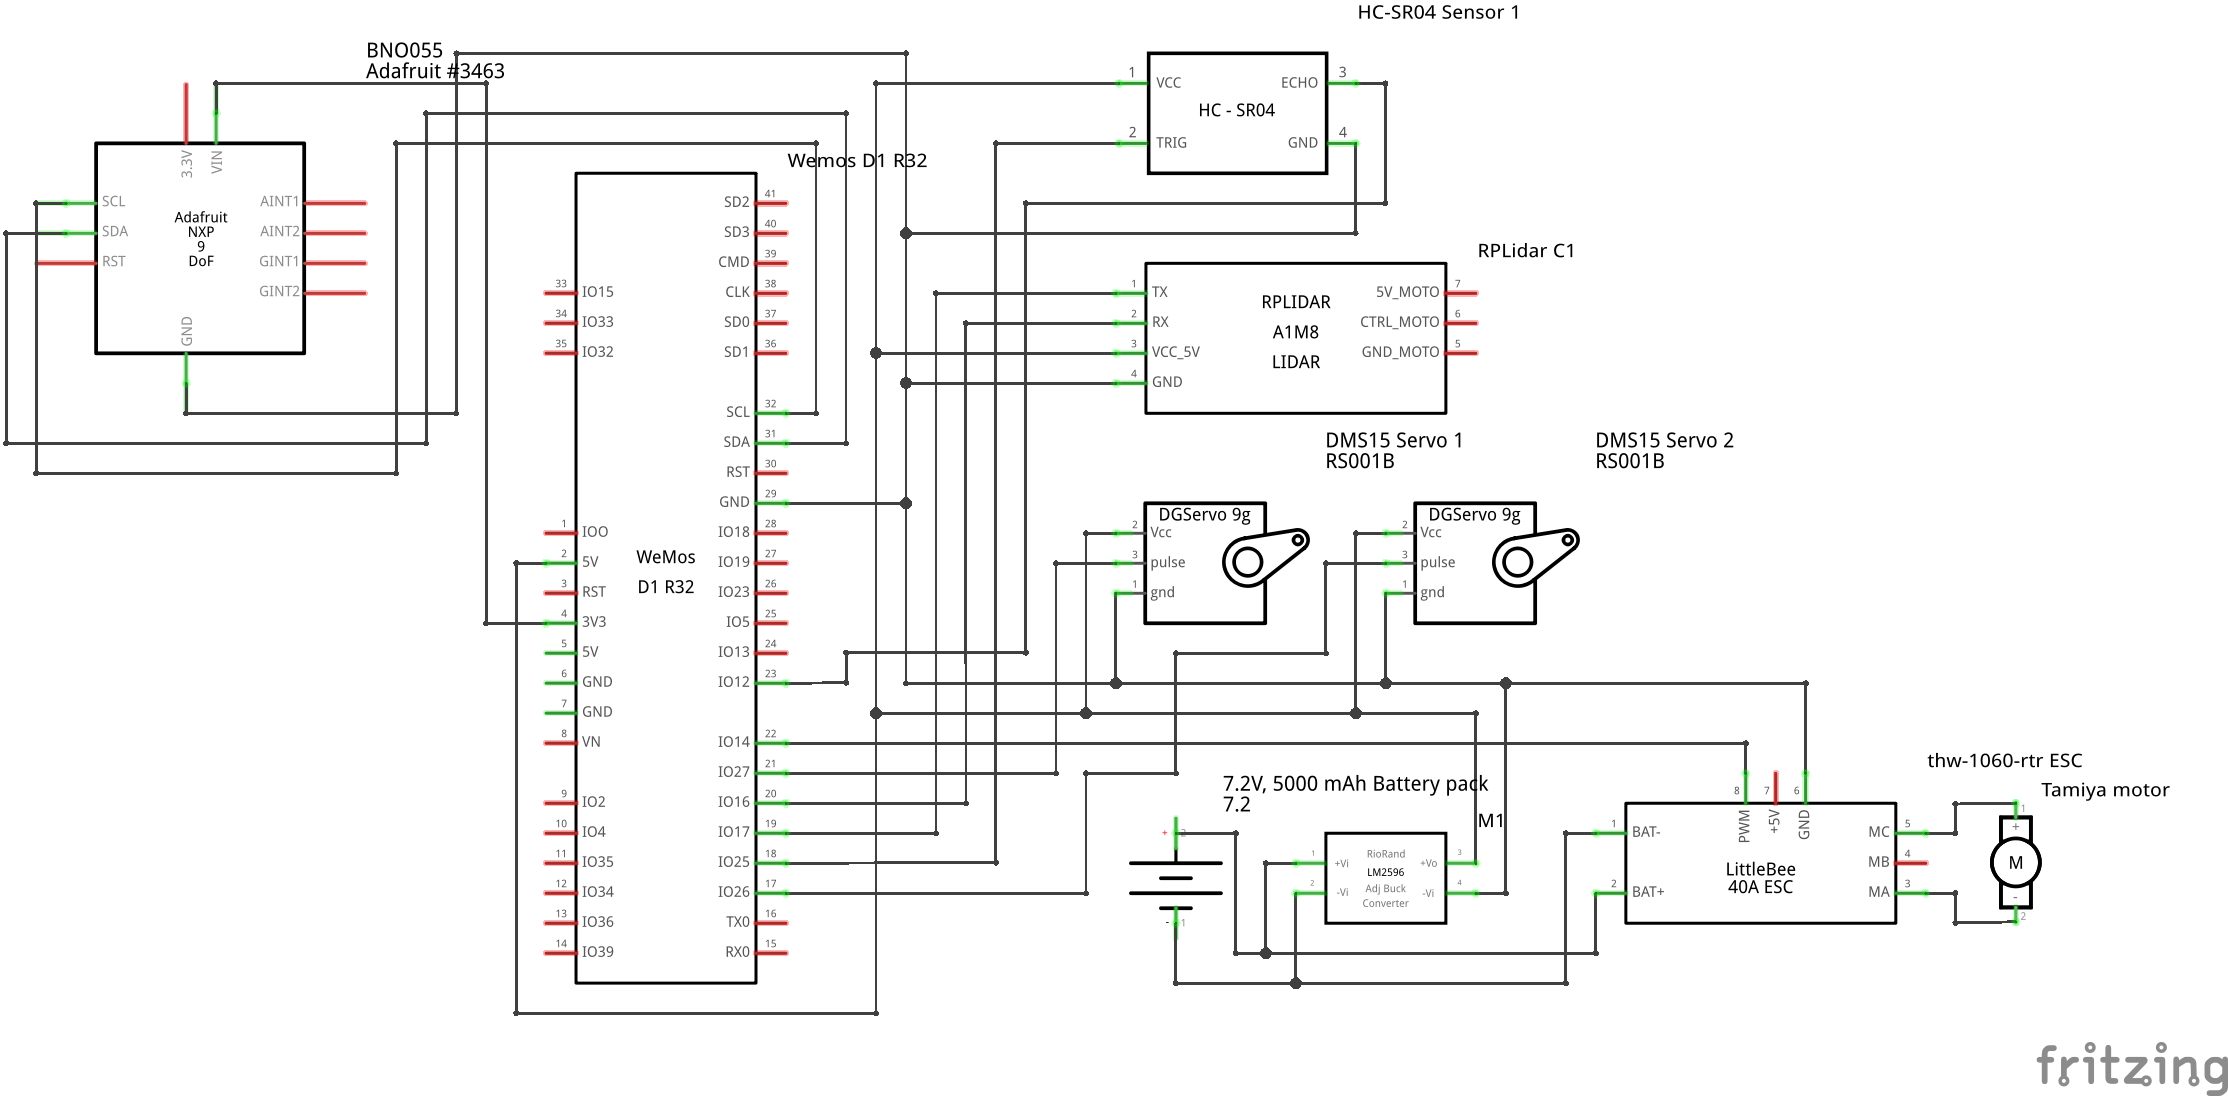 HC-SR04 Sensor 1
BNO055
Adafruit #3463
3.3V
VIN
SCL
SDA
RST
AINT1
AINT2
GINT1
GINT2
GND
Adafruit
NXP
9
DoF
Wemos D1 R32
WeMos
D1 R32
33 IO15
34 IO33
35 IO32
1 IOO
2 5V
3 RST
4 3V3
5 5V
6 GND
7 GND
8 VN
9 IO2
10 IO4
11 IO35
12 IO34
13 IO36
14 IO39
SD2 41
SD3 40
CMD 39
CLK 38
SD0 37
SD1 36
SCL 32
SDA 31
RST 30
GND 29
IO18 28
IO19 27
IO23 26
IO5 25
IO13 24
IO12 23
IO14 22
IO27 21
IO16 20
IO17 19
IO25 18
IO26 17
TX0 16
RX0 15
1 VCC
2 TRIG
HC - SR04
ECHO 3
GND 4
RPLidar C1
1 TX
2 RX
3 VCC_5V
4 GND
RPLIDAR
A1M8
LIDAR
5V_MOTO 7
CTRL_MOTO 6
GND_MOTO 5
DMS15 Servo 1
RS001B
DGServo 9g
2 Vcc
3 pulse
1 gnd
DMS15 Servo 2
RS001B
DGServo 9g
2 Vcc
3 pulse
1 gnd
7.2V, 5000 mAh Battery pack
7.2
+ 2
- 1
M1
1 +Vi
2 -Vi
RioRand
LM2596
Adj Buck
Converter
+Vo 3
-Vi 4
thw-1060-rtr ESC
8 PWM
7 +5V
6 GND
1 BAT-
2 BAT+
LittleBee
40A ESC
MC 5
MB 4
MA 3
Tamiya motor
1
+
M
-
2
fritzing